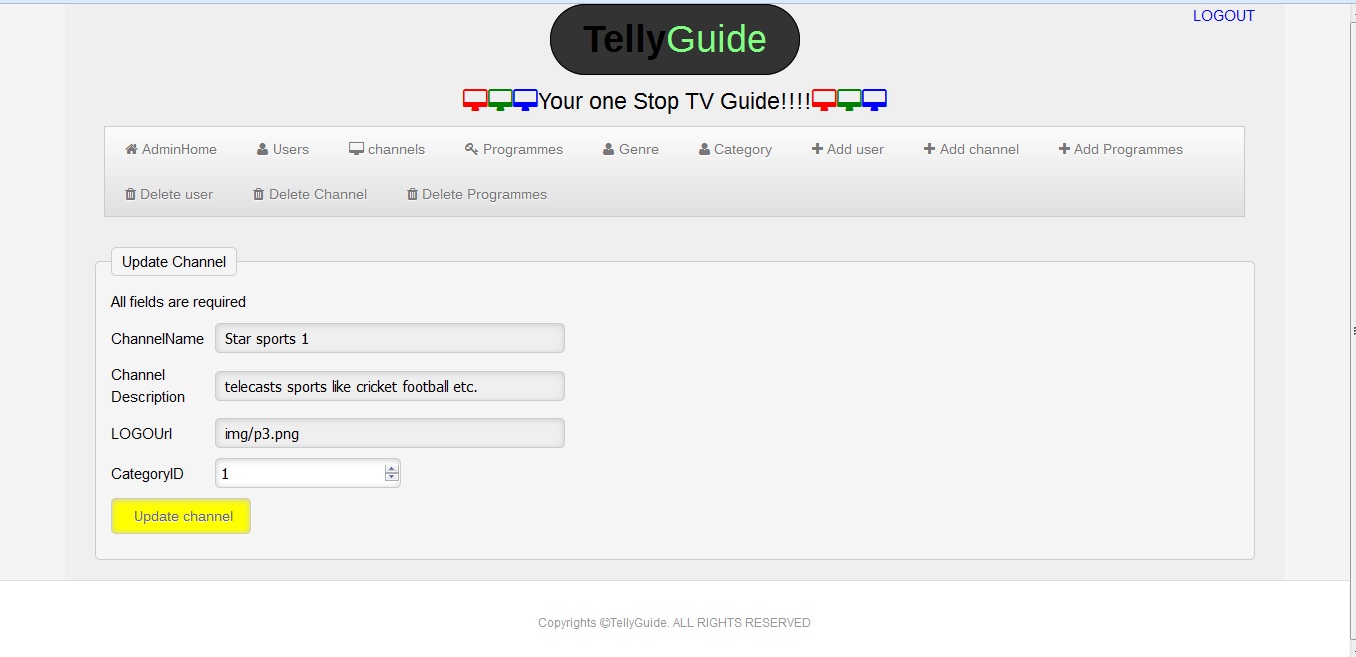 LOGOUT
TellyGuide
Your one Stop TV Guide!!!!
AdminHome Users channels Programmes Genre Category Add user Add channel Add Programmes
Delete user Delete Channel Delete Programmes
Update Channel
All fields are required
ChannelName Star sports 1
Channel
Description telecasts sports like cricket football etc.
LOGOUrl img/p3.png
CategoryID 1
Update channel
Copyrights ©TellyGuide. ALL RIGHTS RESERVED